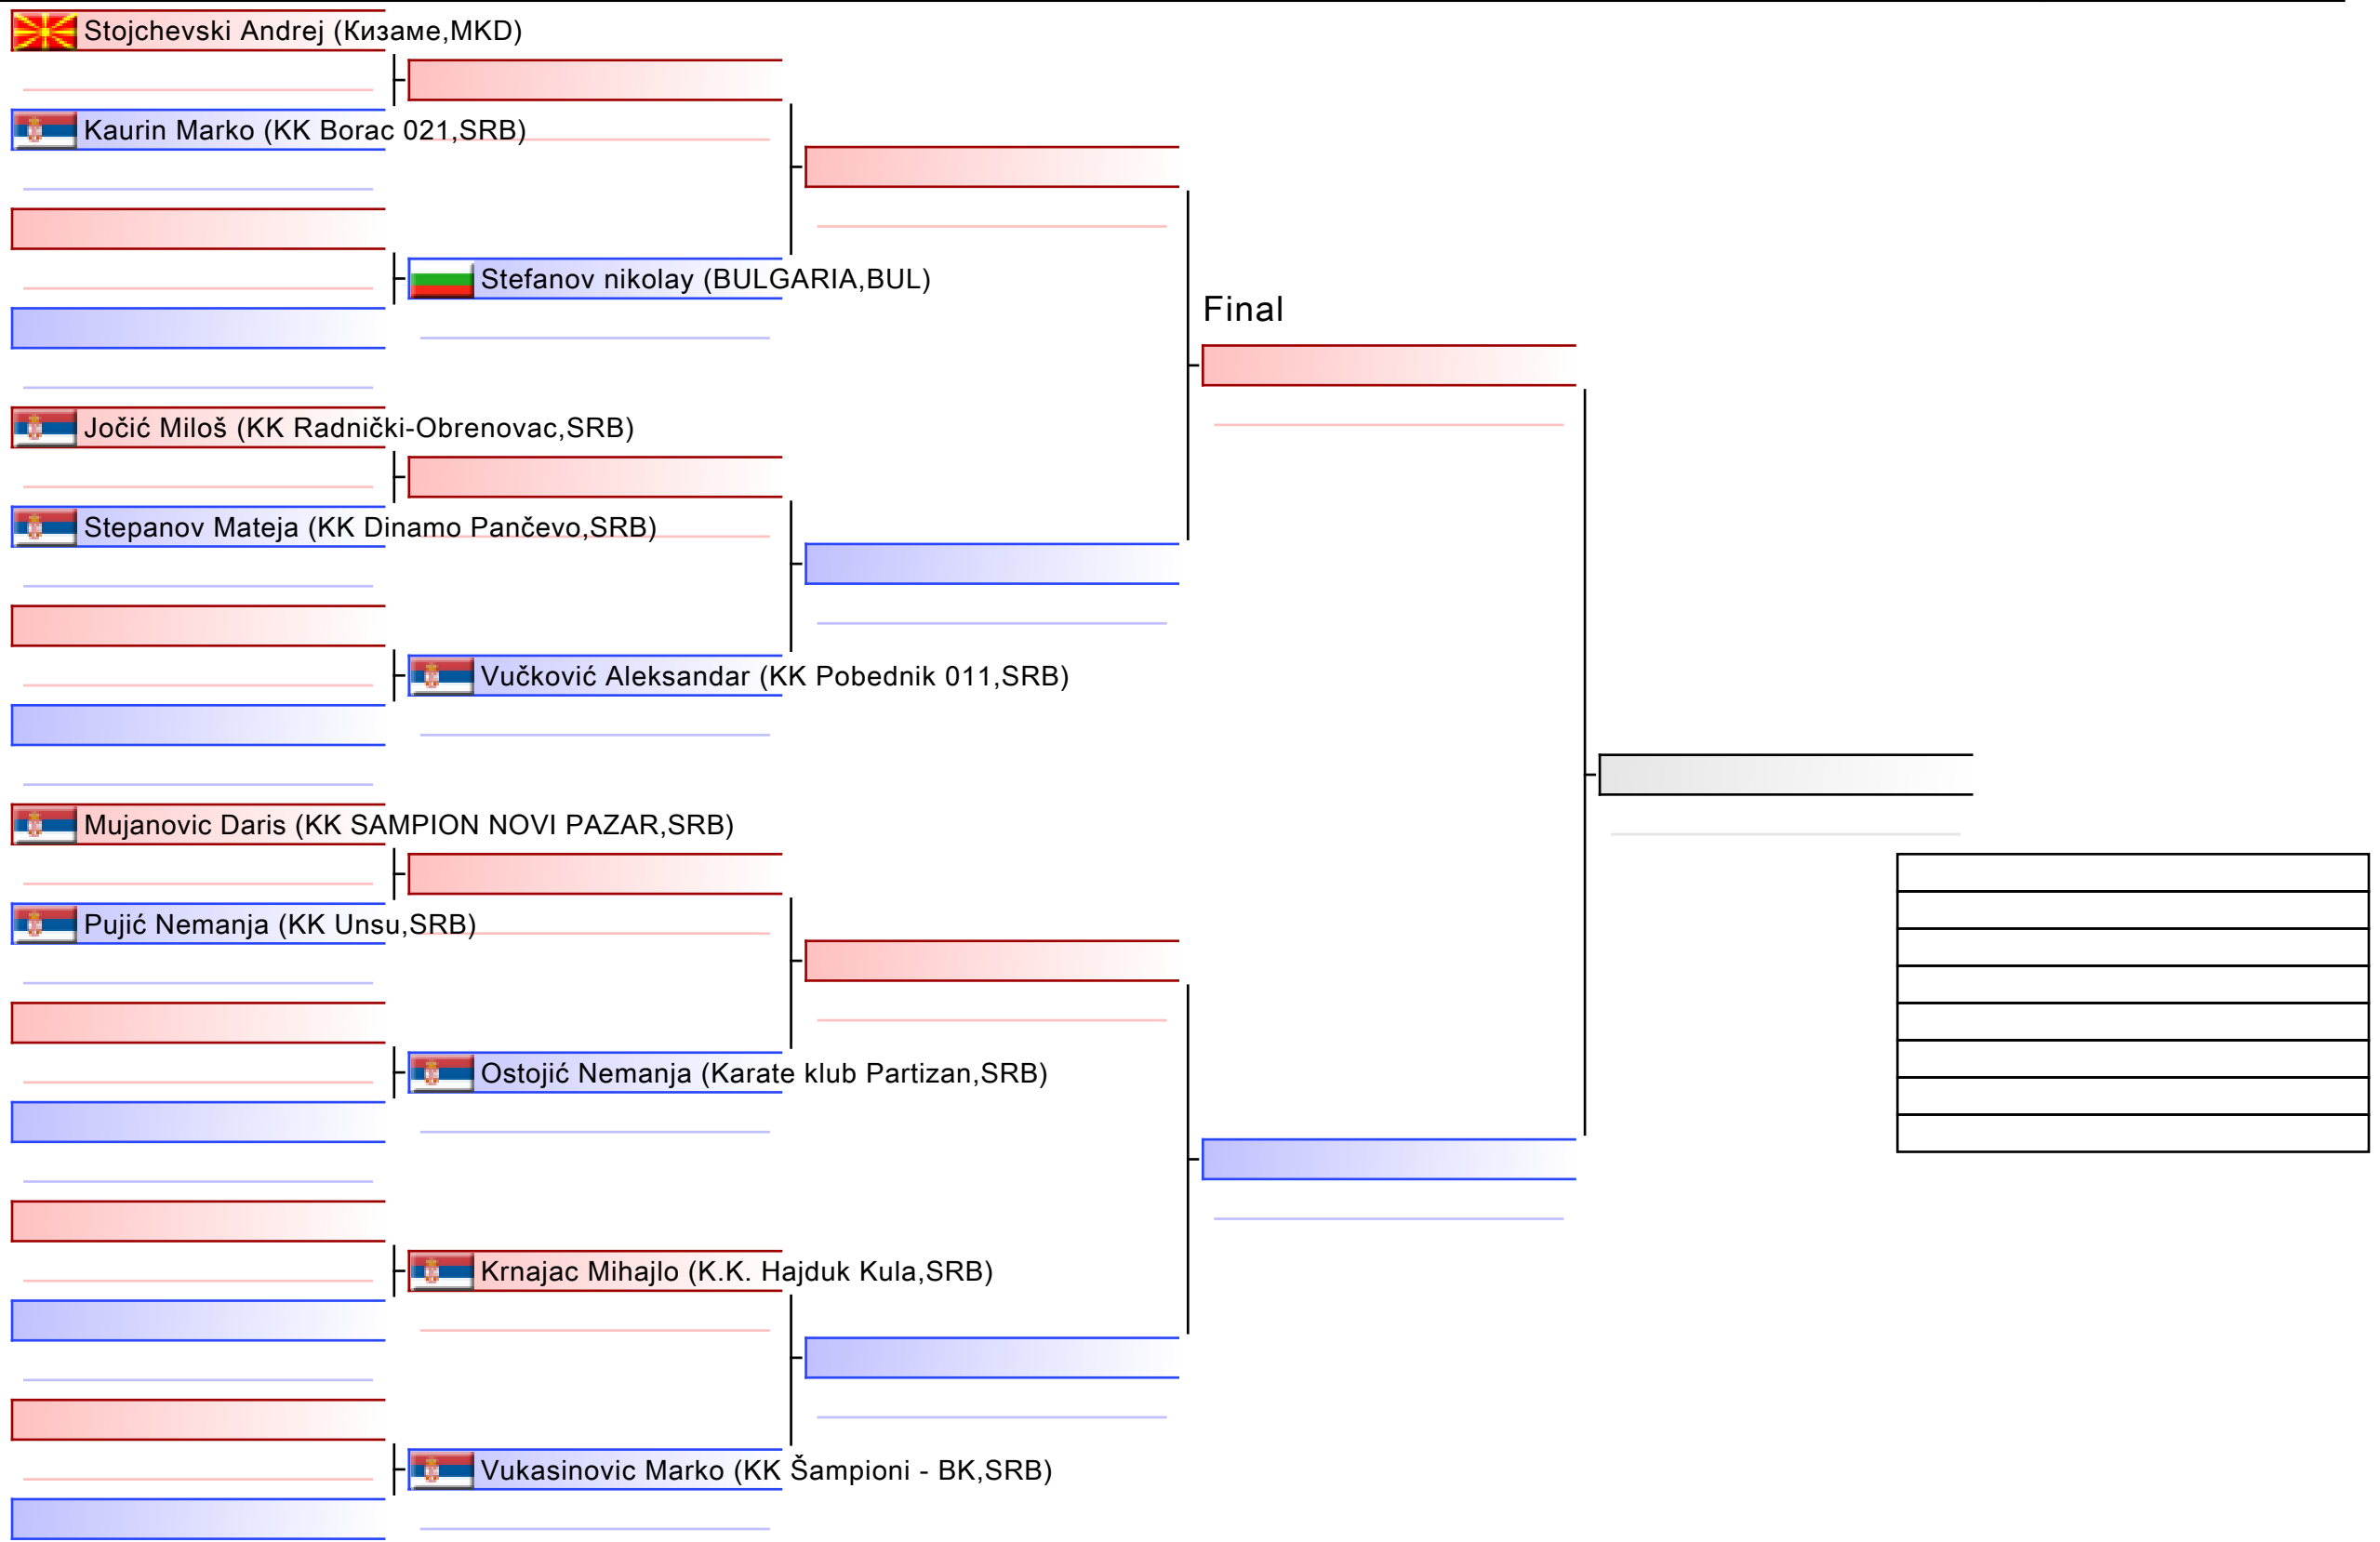 Stojchevski Andrej (Кизаме,MKD)
Kaurin Marko (KK Borac 021,SRB)
Stefanov nikolay (BULGARIA,BUL)
Final
Jočić Miloš (KK Radnički-Obrenovac,SRB)
Stepanov Mateja (KK Dinamo Pančevo,SRB)
Vučković Aleksandar (KK Pobednik 011,SRB)
Mujanovic Daris (KK SAMPION NOVI PAZAR,SRB)
Pujić Nemanja (KK Unsu,SRB)
Ostojić Nemanja (Karate klub Partizan,SRB)
Krnajac Mihajlo (K.K. Hajduk Kula,SRB)
Vukasinovic Marko (KK Šampioni - BK,SRB)